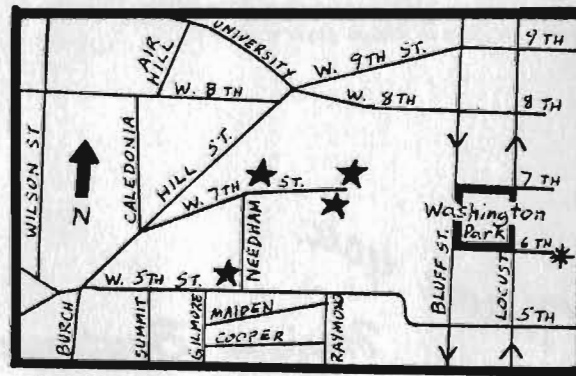 UNIVERSITY
AIR HILL
W. 9TH ST.
9TH
W. 8TH
W. 8TH
8TH
WILSON ST
CALEDONIA
HILL ST.
N
W. 7TH ST.
7TH
NEEDHAM
Washington
Park
BLUFF ST.
LOCUST
6TH
W. 5TH ST.
5TH
BURCH
SUMMIT
GILMORE
MAIDEN
COOPER
RAYMOND